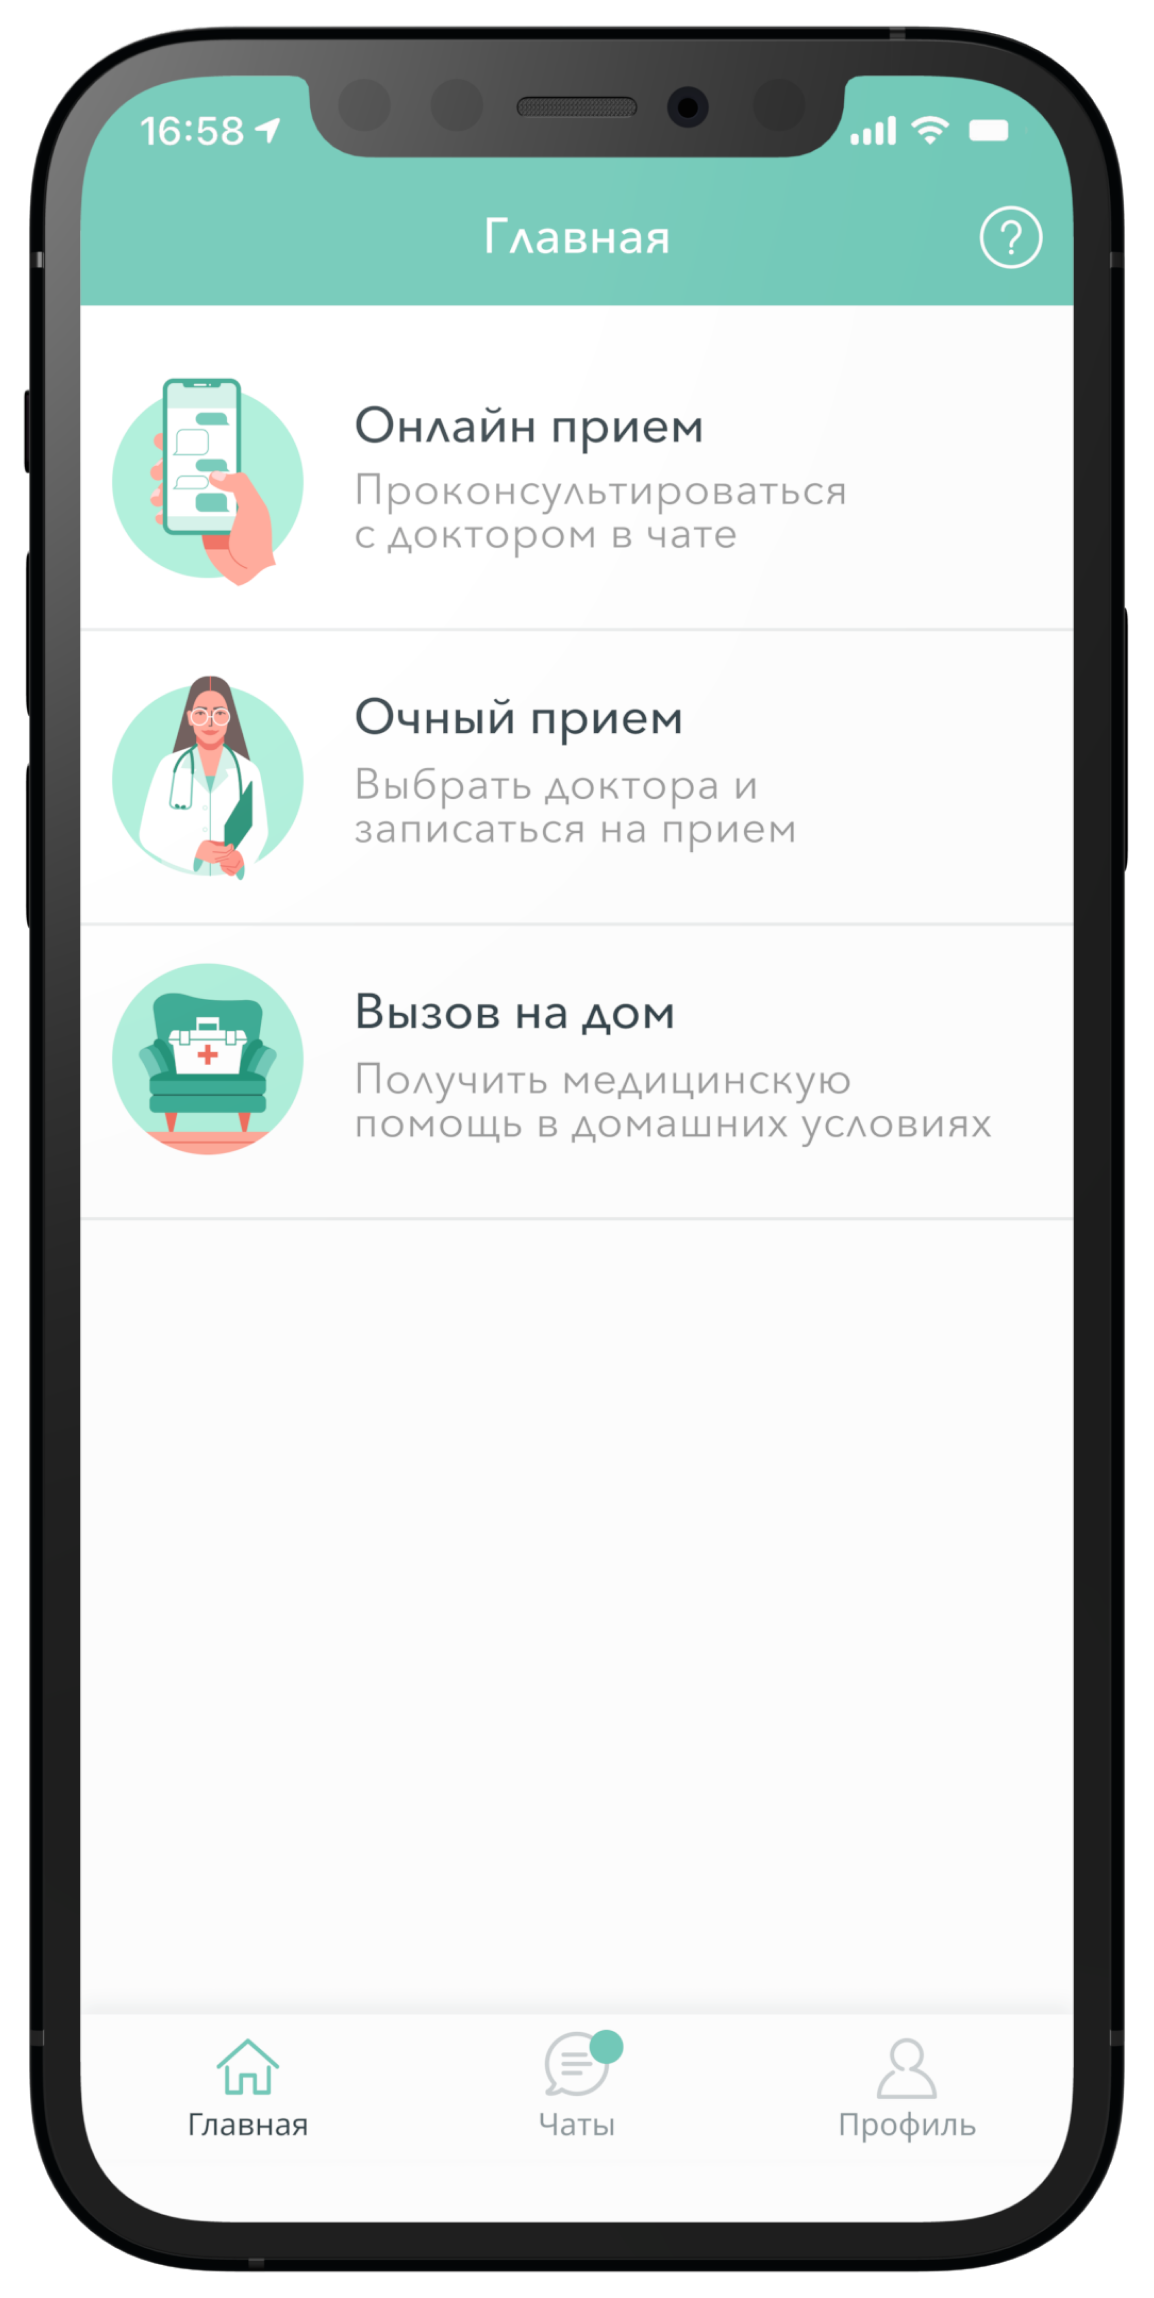 16:58
Главная
?
Онлайн прием
Проконсультироваться
с доктором в чате
Очный прием
Выбрать доктора и
записаться на прием
Вызов на дом
Получить медицинскую
помощь в домашних условиях
Главная
Чаты
Профиль